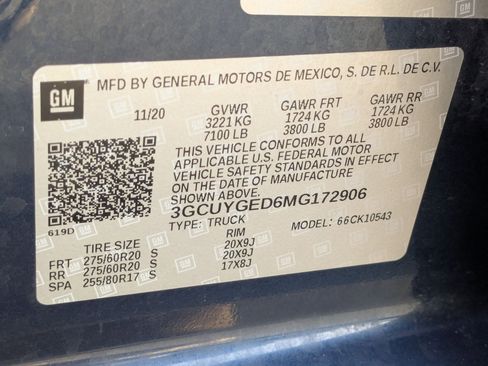 GM
MFD BY GENERAL MOTORS DE MEXICO, S. DE R.L. DE C.V.
11/20 GVWR GAWR FRT GAWR RR
3221 KG 1724 KG 1724 KG
7100 LB 3800 LB 3800 LB
THIS VEHICLE CONFORMS TO ALL
APPLICABLE U.S. FEDERAL MOTOR
VEHICLE SAFETY STANDARDS IN EFFECT
ON THE DATE OF MANUFACTURE
SHOWN ABOVE.
3GCUYGED6MG172906
619D TYPE: TRUCK MODEL: 66CK10543
TIRE SIZE RIM
FRT 275/60R20 S 20X9J
RR 275/60R20 S 20X9J
SPA 255/80R17 S 17X8J